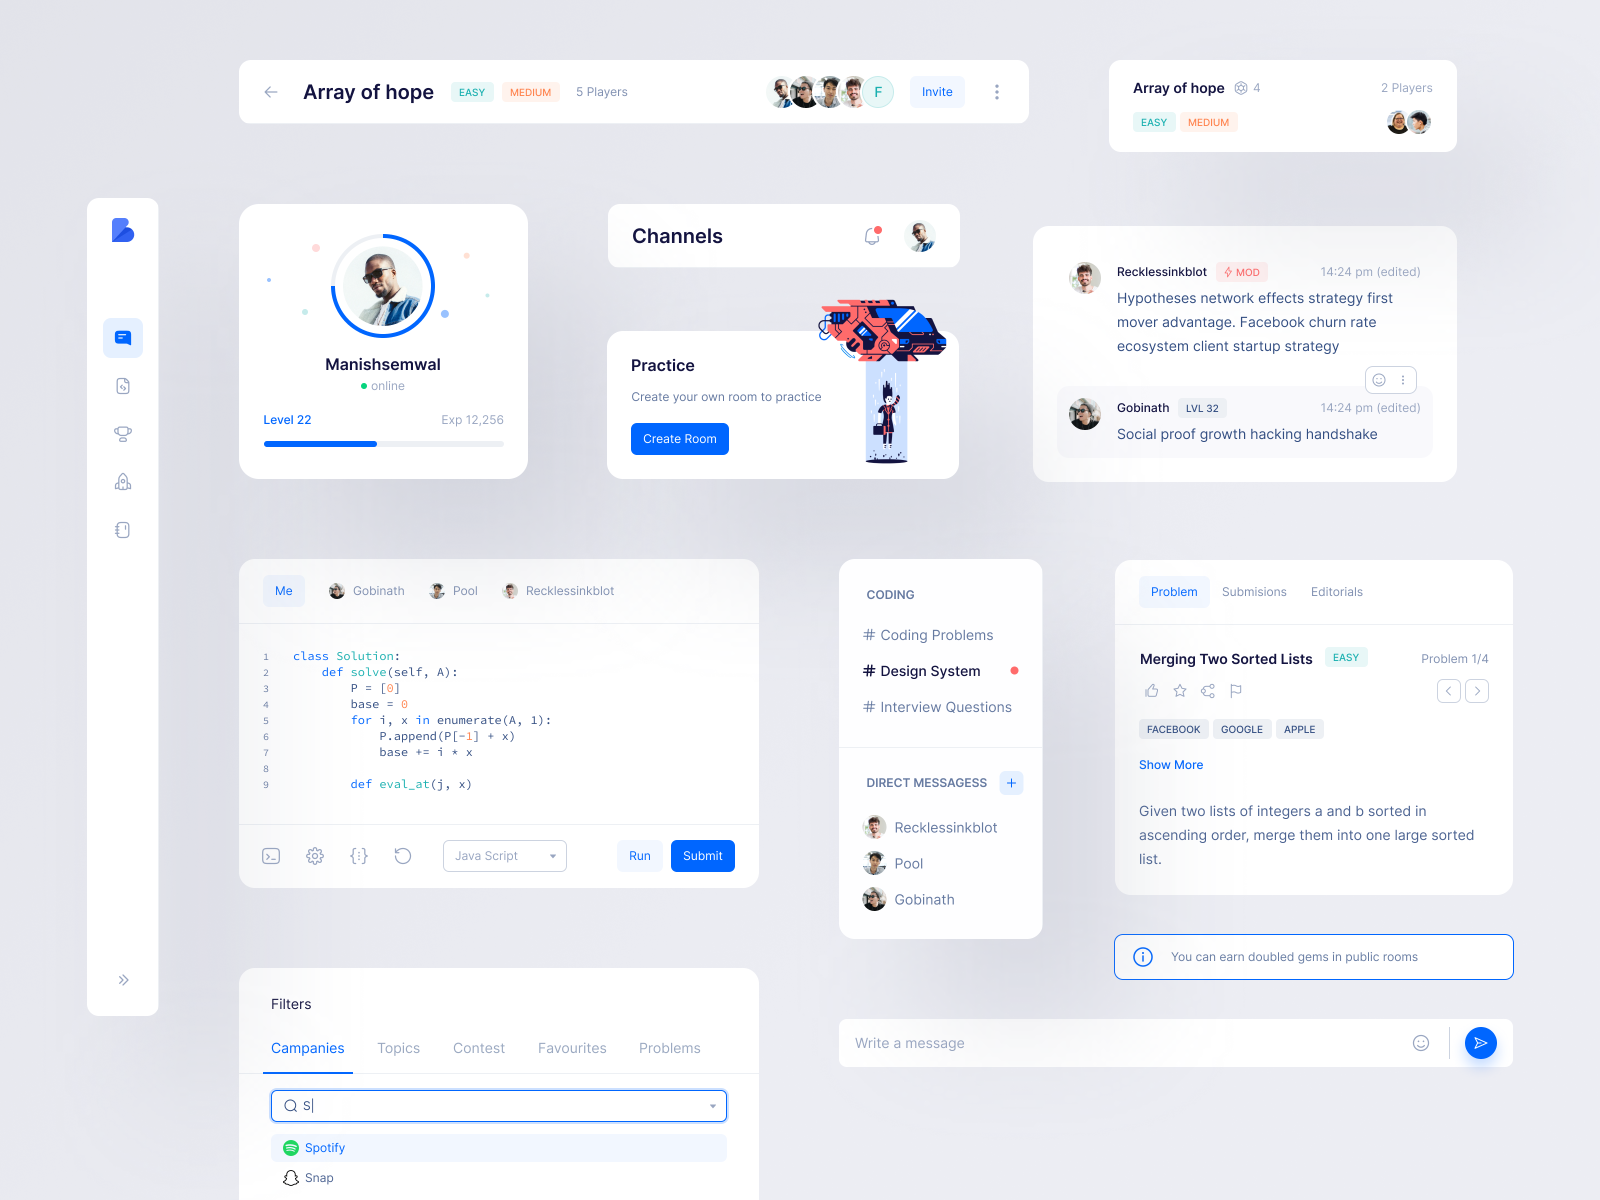 Array of hope EASY MEDIUM 5 Players F Invite
Array of hope 4 2 Players
EASY MEDIUM
Manishsemwal
online
Level 22 Exp 12,256
Channels
Practice
Create your own room to practice
Create Room
Recklessinkblot MOD 14:24 pm (edited)
Hypotheses network effects strategy first
mover advantage. Facebook churn rate
ecosystem client startup strategy
Gobinath LVL 32 14:24 pm (edited)
Social proof growth hacking handshake
Me Gobinath Pool Recklessinkblot
1 class Solution:
2 def solve(self, A):
3 P = [0]
4 base = 0
5 for i, x in enumerate(A, 1):
6 P.append(P[-1] + x)
7 base += i * x
8
9 def eval_at(j, x)
Java Script Run Submit
CODING
# Coding Problems
# Design System
# Interview Questions
DIRECT MESSAGESS +
Recklessinkblot
Pool
Gobinath
Problem Submisions Editorials
Merging Two Sorted Lists EASY Problem 1/4
FACEBOOK GOOGLE APPLE
Show More
Given two lists of integers a and b sorted in
ascending order, merge them into one large sorted
list.
You can earn doubled gems in public rooms
Write a message
Filters
Campanies Topics Contest Favourites Problems
S
Spotify
Snap